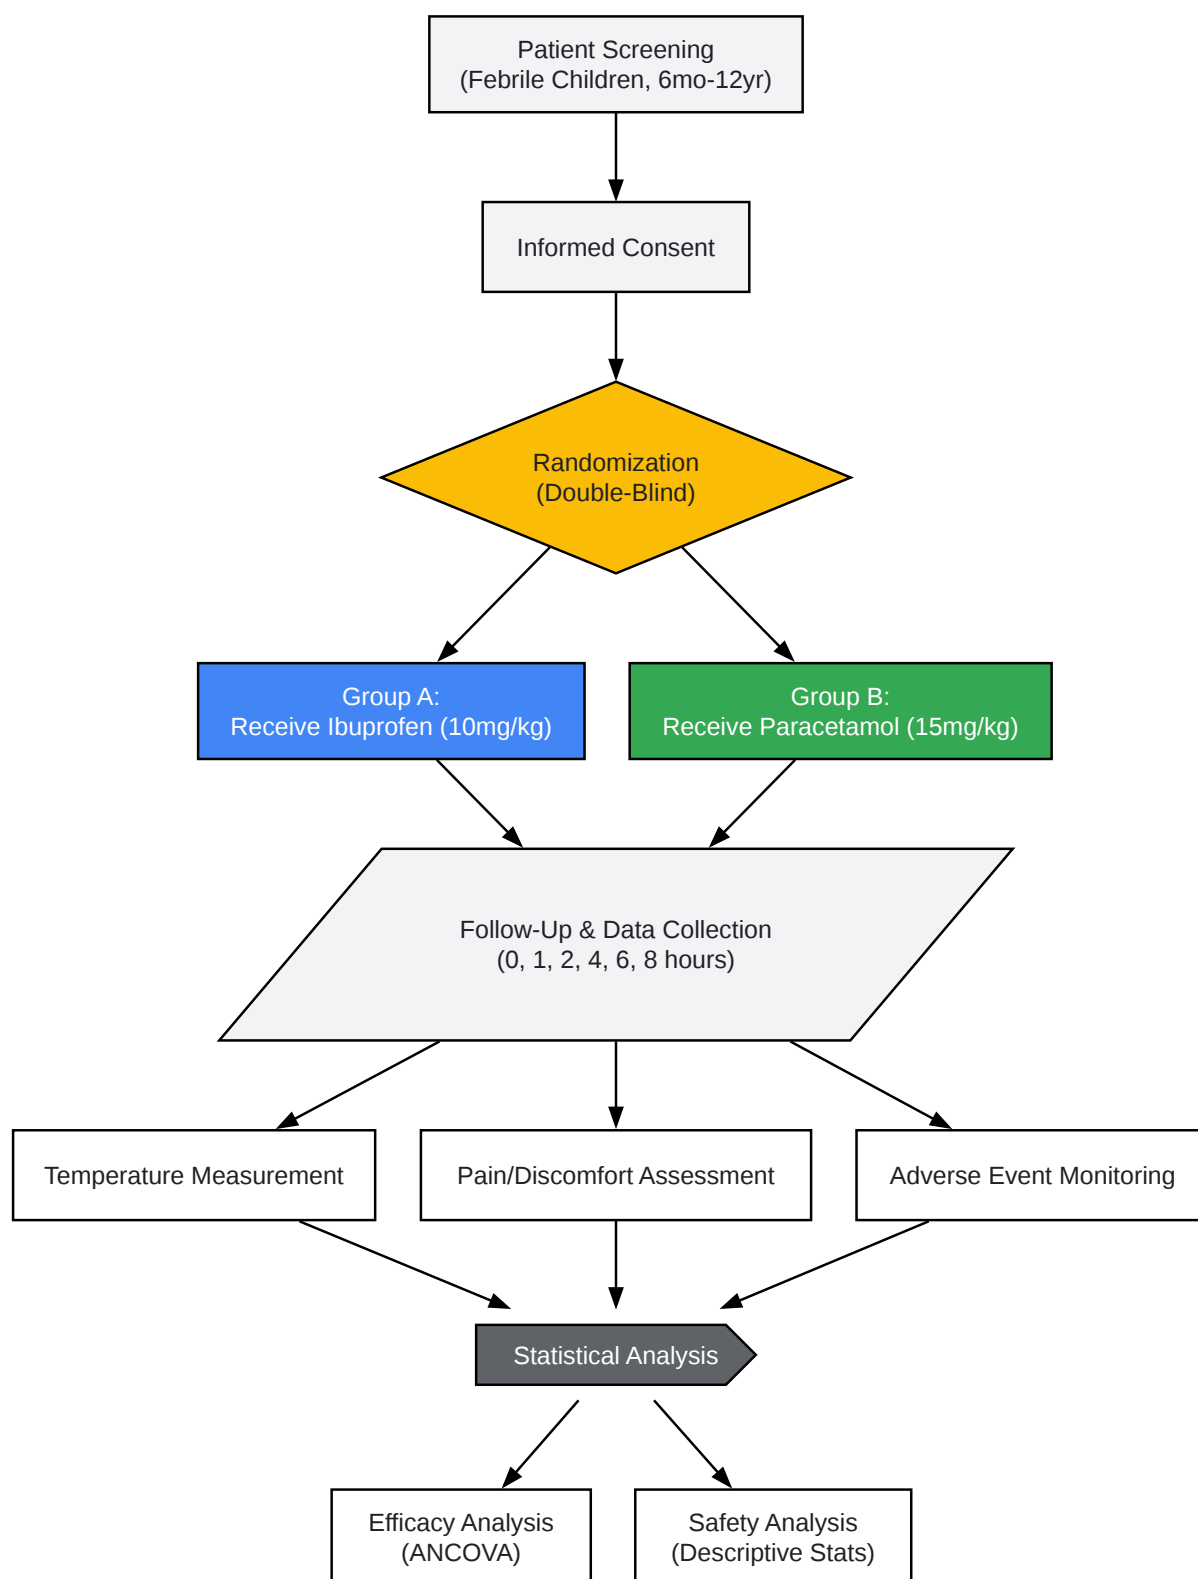 Patient Screening
(Febrile Children, 6mo-12yr)
Informed Consent
Randomization
(Double-Blind)
Group A:
Receive Ibuprofen (10mg/kg)
Group B:
Receive Paracetamol (15mg/kg)
Follow-Up & Data Collection
(0, 1, 2, 4, 6, 8 hours)
Temperature Measurement
Pain/Discomfort Assessment
Adverse Event Monitoring
Statistical Analysis
Efficacy Analysis
(ANCOVA)
Safety Analysis
(Descriptive Stats)